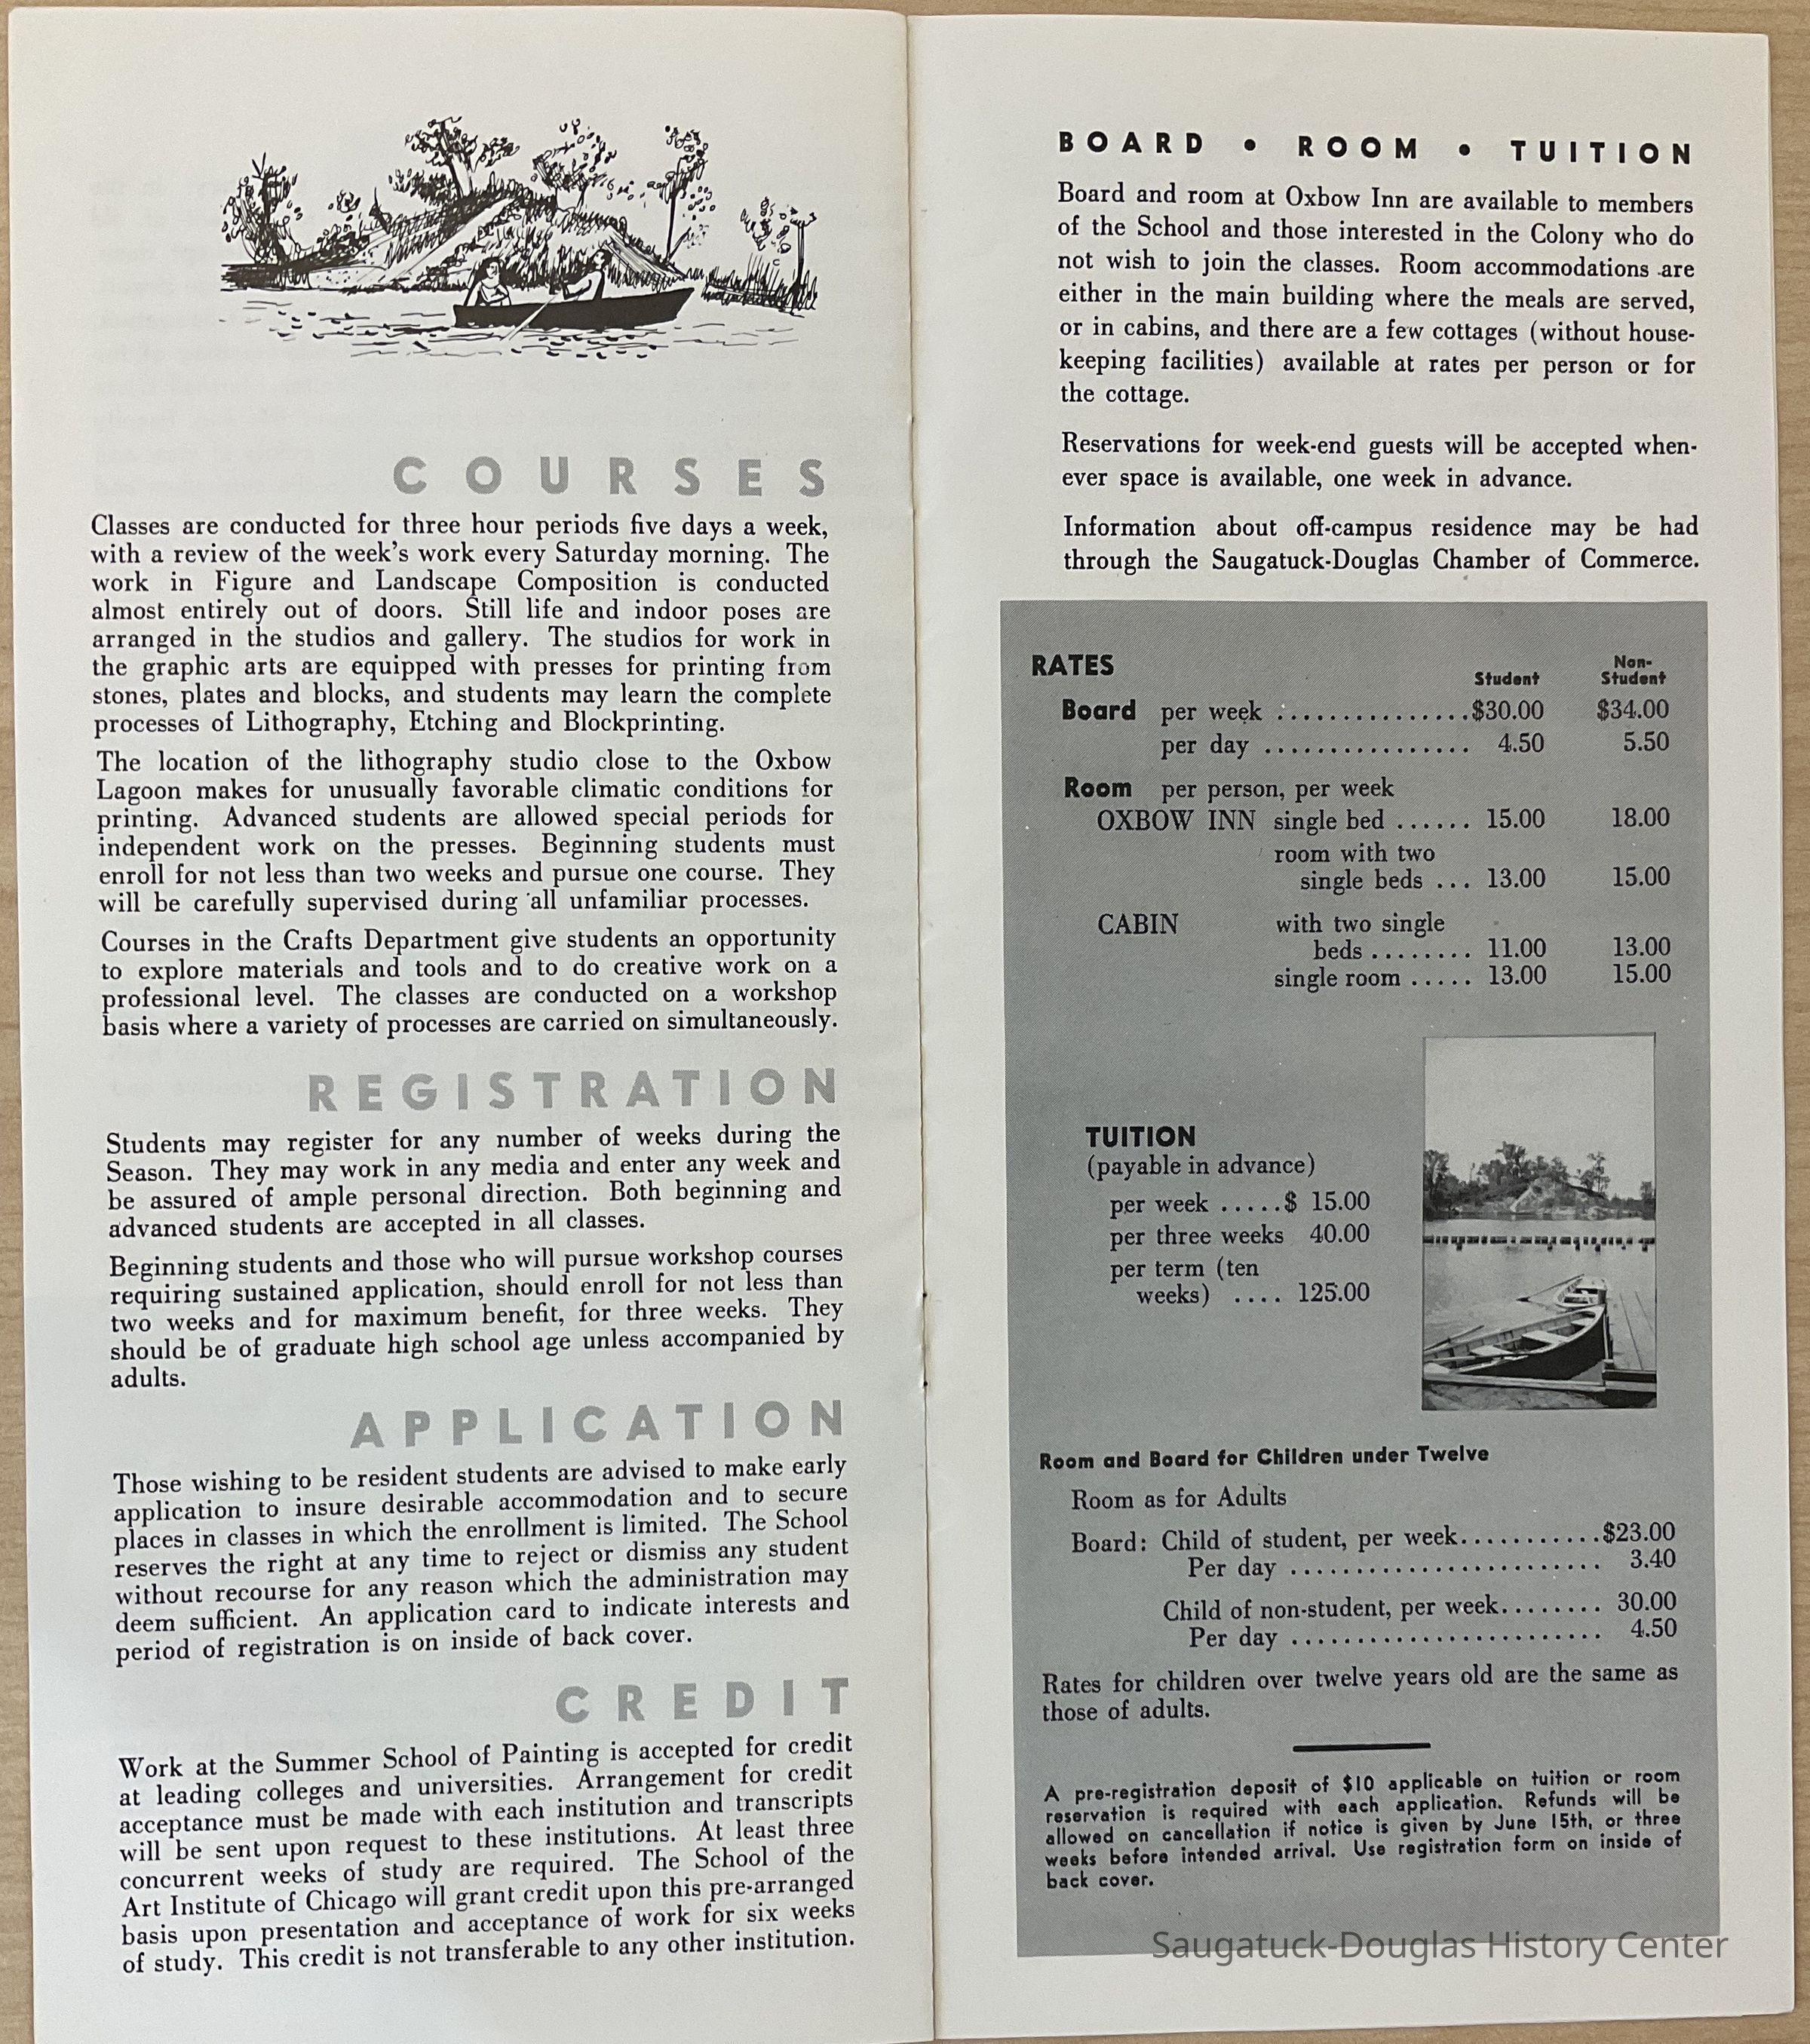 COURSES
Classes are conducted for three hour periods five days a week,
with a review of the week's work every Saturday morning. The
work in Figure and Landscape Composition is conducted
almost entirely out of doors. Still life and indoor poses are
arranged in the studios and gallery. The studios for work in
the graphic arts are equipped with presses for printing from
stones, plates and blocks, and students may learn the complete
processes of Lithography, Etching and Blockprinting.
The location of the lithography studio close to the Oxbow
Lagoon makes for unusually favorable climatic conditions for
printing. Advanced students are allowed special periods for
independent work on the presses. Beginning students must
enroll for not less than two weeks and pursue one course. They
will be carefully supervised during all unfamiliar processes.
Courses in the Crafts Department give students an opportunity
to explore materials and tools and to do creative work on a
professional level. The classes are conducted on a workshop
basis where a variety of processes are carried on simultaneously.
REGISTRATION
Students may register for any number of weeks during the
Season. They may work in any media and enter any week and
be assured of ample personal direction. Both beginning and
advanced students are accepted in all classes.
Beginning students and those who will pursue workshop courses
requiring sustained application, should enroll for not less than
two weeks and for maximum benefit, for three weeks. They
should be of graduate high school age unless accompanied by
adults.
APPLICATION
Those wishing to be resident students are advised to make early
application to insure desirable accommodation and to secure
places in classes in which the enrollment is limited. The School
reserves the right at any time to reject or dismiss any student
without recourse for any reason which the administration may
deem sufficient. An application card to indicate interests and
period of registration is on inside of back cover.
CREDIT
Work at the Summer School of Painting is accepted for credit
at leading colleges and universities. Arrangement for credit
acceptance must be made with each institution and transcripts
will be sent upon request to these institutions. At least three
concurrent weeks of study are required. The School of the
Art Institute of Chicago will grant credit upon this pre-arranged
basis upon presentation and acceptance of work for six weeks
of study. This credit is not transferable to any other institution.
BOARD • ROOM • TUITION
Board and room at Oxbow Inn are available to members
of the School and those interested in the Colony who do
not wish to join the classes. Room accommodations are
either in the main building where the meals are served,
or in cabins, and there are a few cottages (without house-
keeping facilities) available at rates per person or for
the cottage.
Reservations for week-end guests will be accepted when-
ever space is available, one week in advance.
Information about off-campus residence may be had
through the Saugatuck-Douglas Chamber of Commerce.
RATES Student Non-Student
Board per week ...............$30.00 $34.00
per day ................ 4.50 5.50
Room per person, per week
OXBOW INN single bed ...... 15.00 18.00
room with two
single beds ... 13.00 15.00
CABIN with two single
beds ........ 11.00 13.00
single room ..... 13.00 15.00
TUITION
(payable in advance)
per week .....$ 15.00
per three weeks 40.00
per term (ten
weeks) .... 125.00
Room and Board for Children under Twelve
Room as for Adults
Board: Child of student, per week...........$23.00
Per day ........................ 3.40
Child of non-student, per week........ 30.00
Per day ........................ 4.50
Rates for children over twelve years old are the same as
those of adults.
A pre-registration deposit of $10 applicable on tuition or room
reservation is required with each application. Refunds will be
allowed on cancellation if notice is given by June 15th, or three
weeks before intended arrival. Use registration form on inside of
back cover.
Saugatuck-Douglas History Center